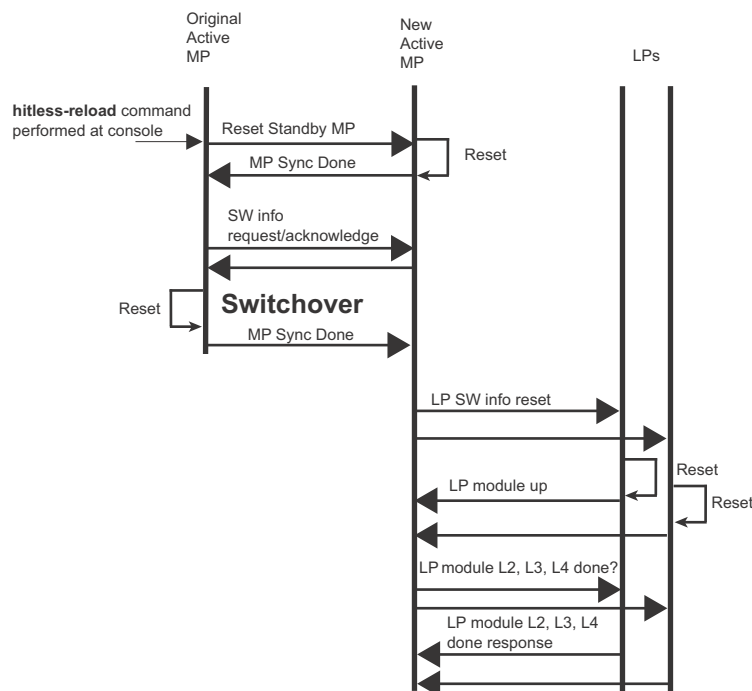 Original
Active
MP
New
Active
MP
LPs
hitless-reload command
performed at console
Reset Standby MP
Reset
MP Sync Done
SW info
request/acknowledge
Reset
Switchover
MP Sync Done
LP SW info reset
Reset
LP module up
Reset
LP module L2, L3, L4 done?
LP module L2, L3, L4
done response